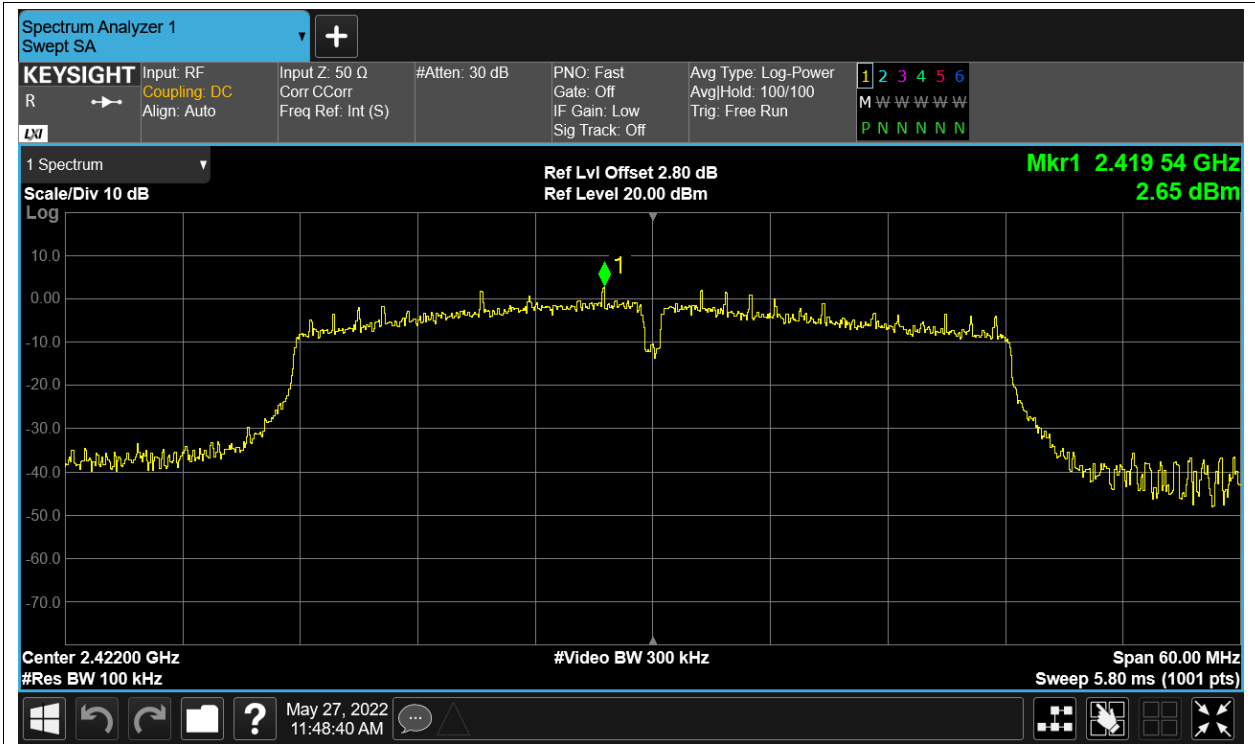 Spectrum Analyzer 1
Swept SA
KEYSIGHT
R
LXI
Input: RF
Coupling: DC
Align: Auto
Input Z: 50 Ω
Corr CCorr
Freq Ref: Int (S)
#Atten: 30 dB
PNO: Fast
Gate: Off
IF Gain: Low
Sig Track: Off
Avg Type: Log-Power
Avg|Hold: 100/100
Trig: Free Run
1 2 3 4 5 6
M W W W W W
P N N N N N
1 Spectrum
Scale/Div 10 dB
Log
Ref Lvl Offset 2.80 dB
Ref Level 20.00 dBm
Mkr1 2.419 54 GHz
2.65 dBm
10.0
0.00
-10.0
-20.0
-30.0
-40.0
-50.0
-60.0
-70.0
1
Center 2.42200 GHz
#Res BW 100 kHz
#Video BW 300 kHz
Span 60.00 MHz
Sweep 5.80 ms (1001 pts)
?
May 27, 2022
11:48:40 AM